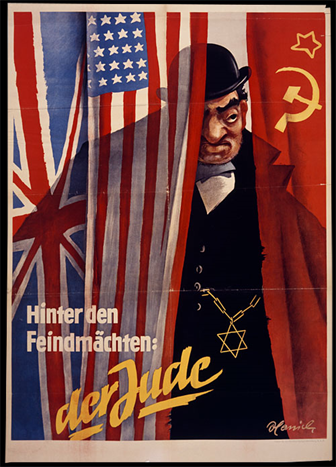 Hinter den
Feindmächten:
der Jude